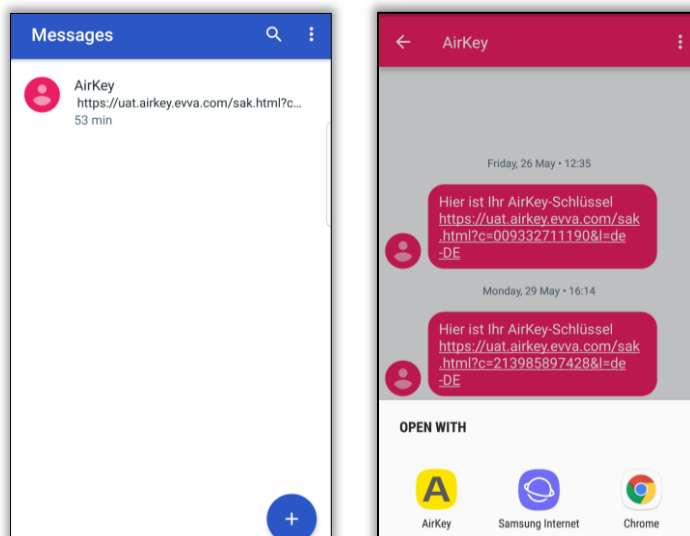 Messages
AirKey
https://uat.airkey.evva.com/sak.html?c...
53 min
+
AirKey
Friday, 26 May • 12:35
Hier ist Ihr AirKey-Schlüssel
https://uat.airkey.evva.com/sak
.html?c=009332711190&l=de
-DE
Monday, 29 May • 16:14
Hier ist Ihr AirKey-Schlüssel
https://uat.airkey.evva.com/sak
.html?c=213985897428&l=de
-DE
OPEN WITH
A
AirKey
Samsung Internet
Chrome